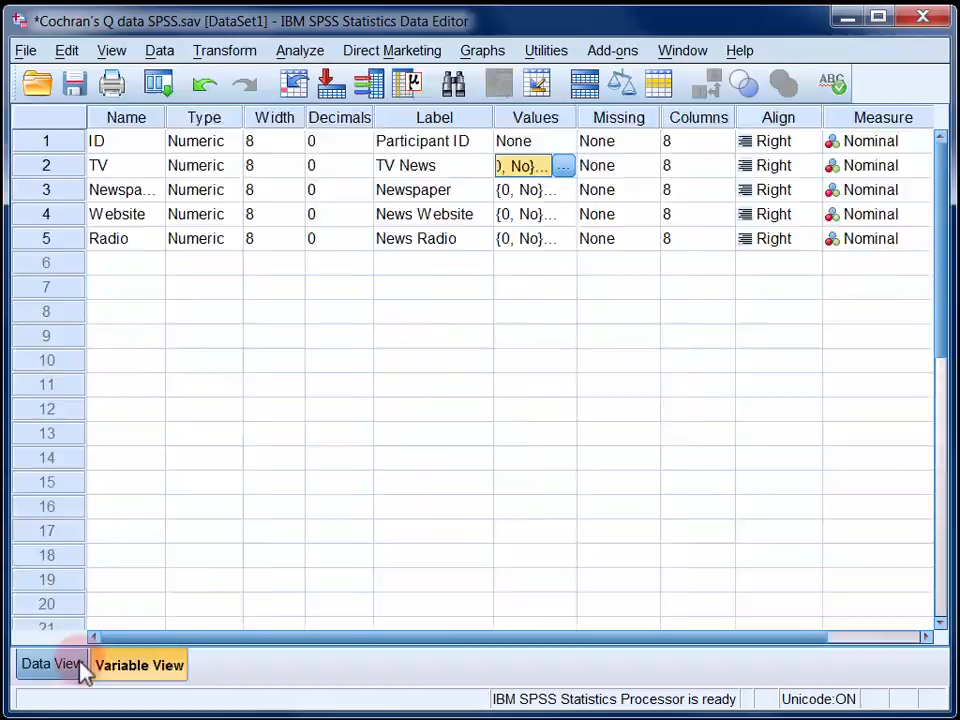 *Cochran's Q data SPSS.sav [DataSet1] - IBM SPSS Statistics Data Editor
File Edit View Data Transform Analyze Direct Marketing Graphs Utilities Add-ons Window Help
ABC
Name Type Width Decimals Label Values Missing Columns Align Measure
1 ID Numeric 8 0 Participant ID None None 8 Right Nominal
2 TV Numeric 8 0 TV News 0, No}... ... None 8 Right Nominal
3 Newspa... Numeric 8 0 Newspaper {0, No}... None 8 Right Nominal
4 Website Numeric 8 0 News Website {0, No}... None 8 Right Nominal
5 Radio Numeric 8 0 News Radio {0, No}... None 8 Right Nominal
6
7
8
9
10
11
12
13
14
15
16
17
18
19
20
21
Data View Variable View
IBM SPSS Statistics Processor is ready Unicode:ON